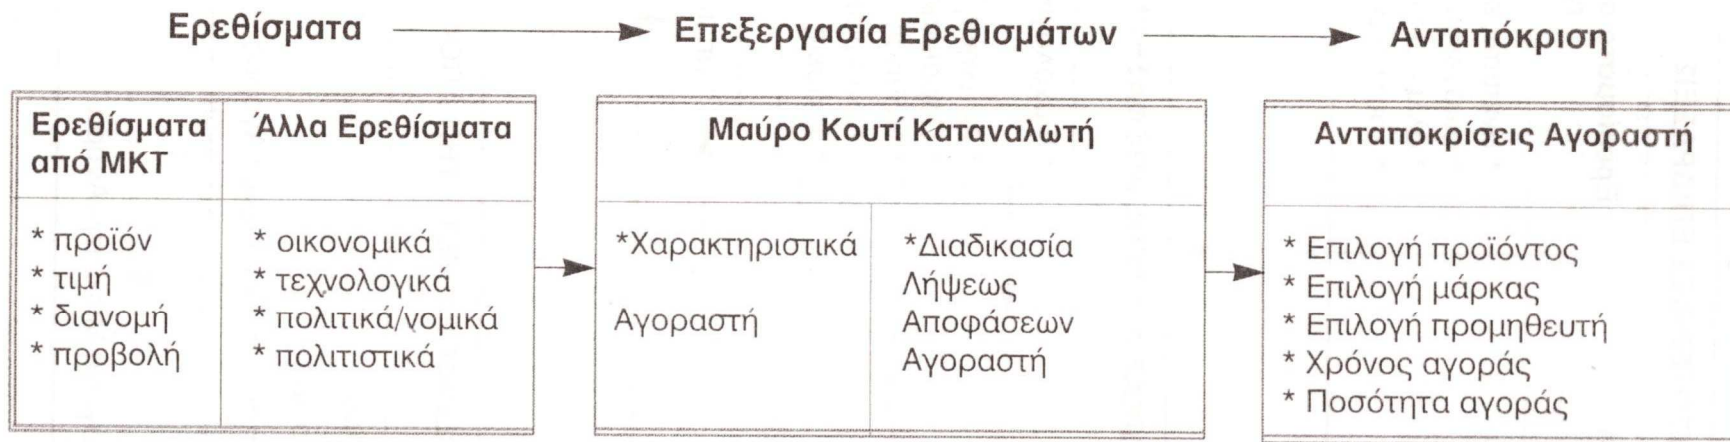 Ερεθίσματα Επεξεργασία Ερεθισμάτων Ανταπόκριση
Ερεθίσματα
από ΜΚΤ
Άλλα Ερεθίσματα
* προϊόν
* τιμή
* διανομή
* προβολή
* οικονομικά
* τεχνολογικά
* πολιτικά/νομικά
* πολιτιστικά
Μαύρο Κουτί Καταναλωτή
*Χαρακτηριστικά
Αγοραστή
*Διαδικασία
Λήψεως
Αποφάσεων
Αγοραστή
Ανταποκρίσεις Αγοραστή
* Επιλογή προϊόντος
* Επιλογή μάρκας
* Επιλογή προμηθευτή
* Χρόνος αγοράς
* Ποσότητα αγοράς